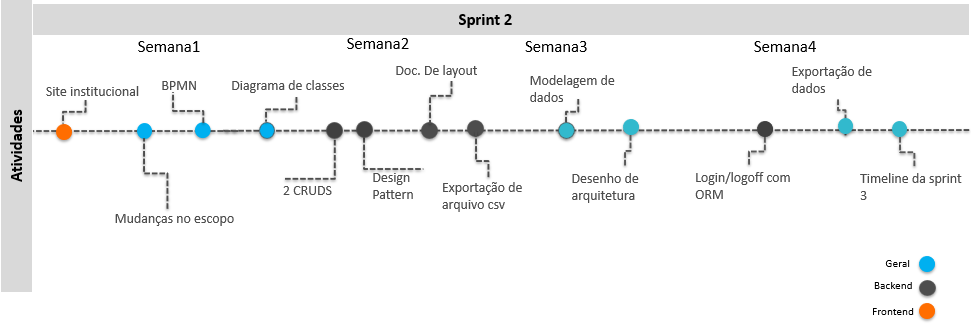 Sprint 2
Semana1
Semana2
Semana3
Semana4
Atividades
Site institucional
BPMN
Diagrama de classes
Doc. De layout
Modelagem de
dados
Exportação de
dados
Mudanças no escopo
2 CRUDS
Design
Pattern
Exportação de
arquivo csv
Desenho de
arquitetura
Login/logoff com
ORM
Timeline da sprint
3
Geral
Backend
Frontend